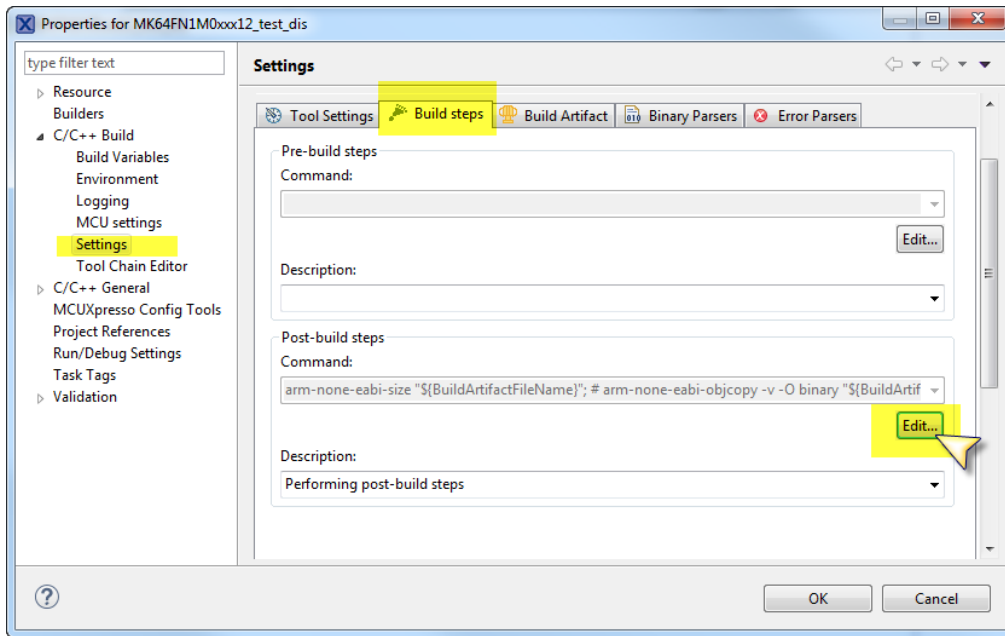 Properties for MK64FN1M0xxx12_test_dis
type filter text
Settings
Resource
Builders
C/C++ Build
Build Variables
Environment
Logging
MCU settings
Settings
Tool Chain Editor
C/C++ General
MCUXpresso Config Tools
Project References
Run/Debug Settings
Task Tags
Validation
Tool Settings Build steps Build Artifact Binary Parsers Error Parsers
Pre-build steps
Command:
Edit...
Description:
Post-build steps
Command:
arm-none-eabi-size "${BuildArtifactFileName}"; # arm-none-eabi-objcopy -v -O binary "${BuildArtif
Edit...
Description:
Performing post-build steps
OK Cancel